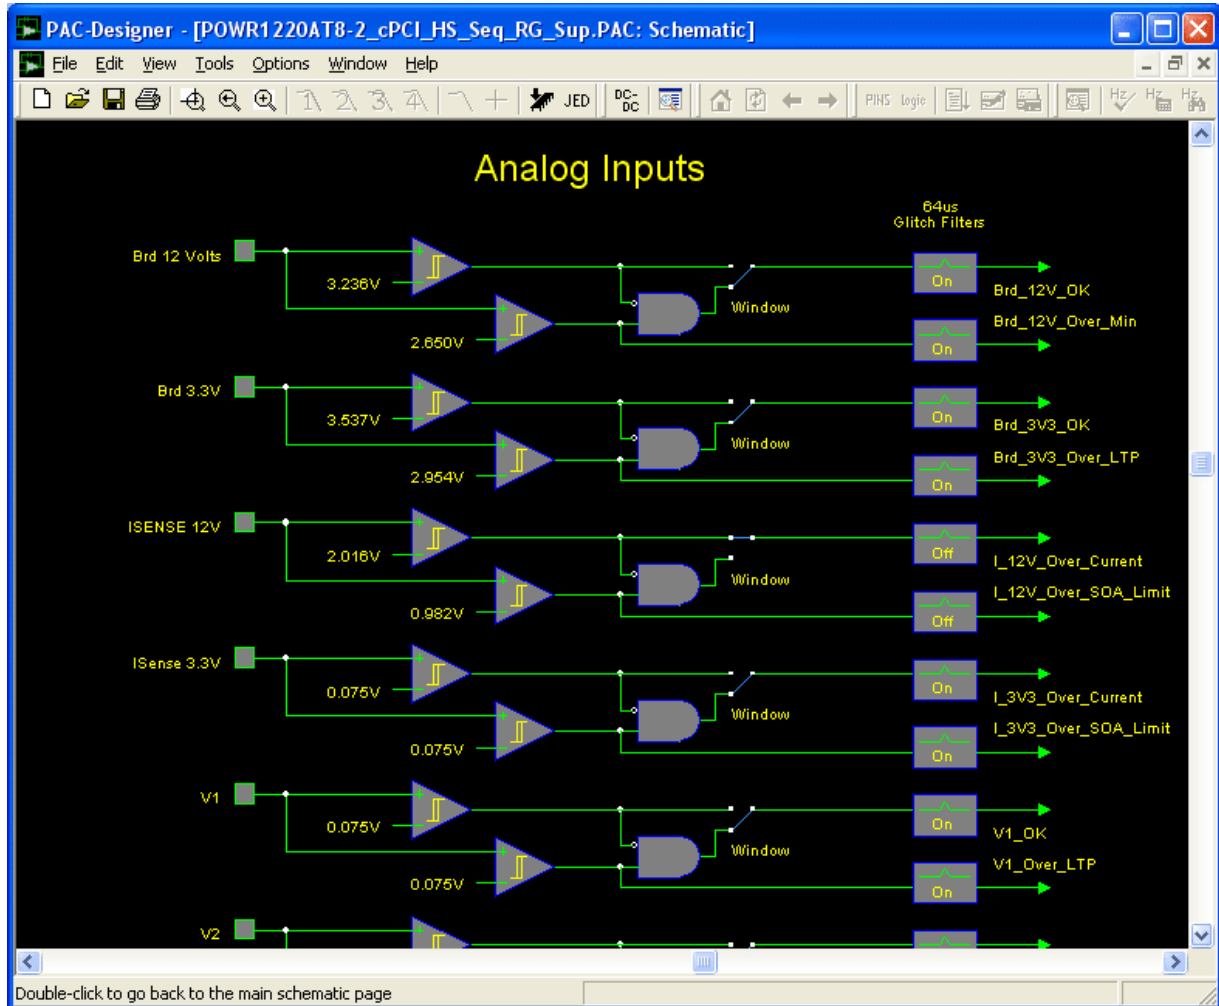 PAC-Designer - [POWR1220AT8-2_cPCI_HS_Seq_RG_Sup.PAC: Schematic]
File Edit View Tools Options Window Help
JED DC-DC PINS Logic Hz Hz Hz
Analog Inputs
64us
Glitch Filters
Brd 12 Volts
3.236V
On
Brd_12V_OK
Window
Brd_12V_Over_Min
2.650V
On
Brd 3.3V
3.537V
On
Brd_3V3_OK
Window
Brd_3V3_Over_LTP
2.954V
On
ISENSE 12V
2.016V
Off
I_12V_Over_Current
Window
I_12V_Over_SOA_Limit
0.982V
Off
ISense 3.3V
0.075V
On
I_3V3_Over_Current
Window
I_3V3_Over_SOA_Limit
0.075V
On
V1
0.075V
On
V1_OK
Window
V1_Over_LTP
0.075V
On
V2
Double-click to go back to the main schematic page